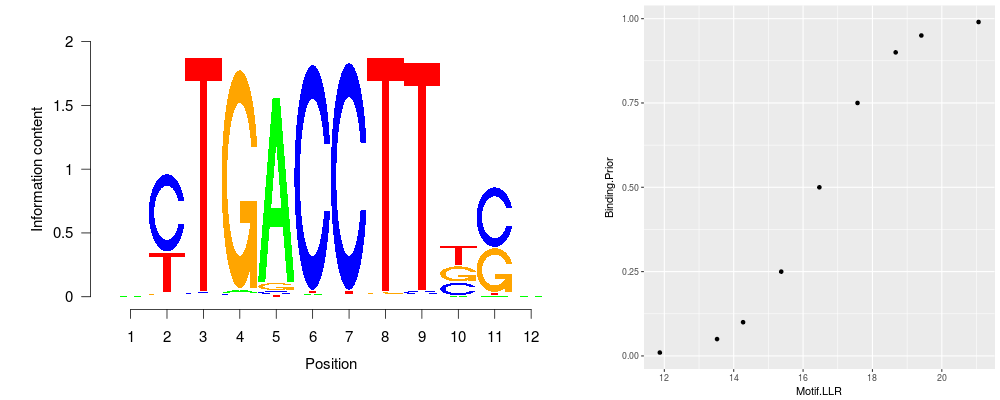 2
1.5
1
0.5
0
Information content
C
T
T
G
A
G
C
C
T
T
T
G
C
C
G
1 2 3 4 5 6 7 8 9 10 11 12
Position
1.00
0.75
0.50
0.25
0.00
Binding.Prior
12 14 16 18 20
Motif.LLR